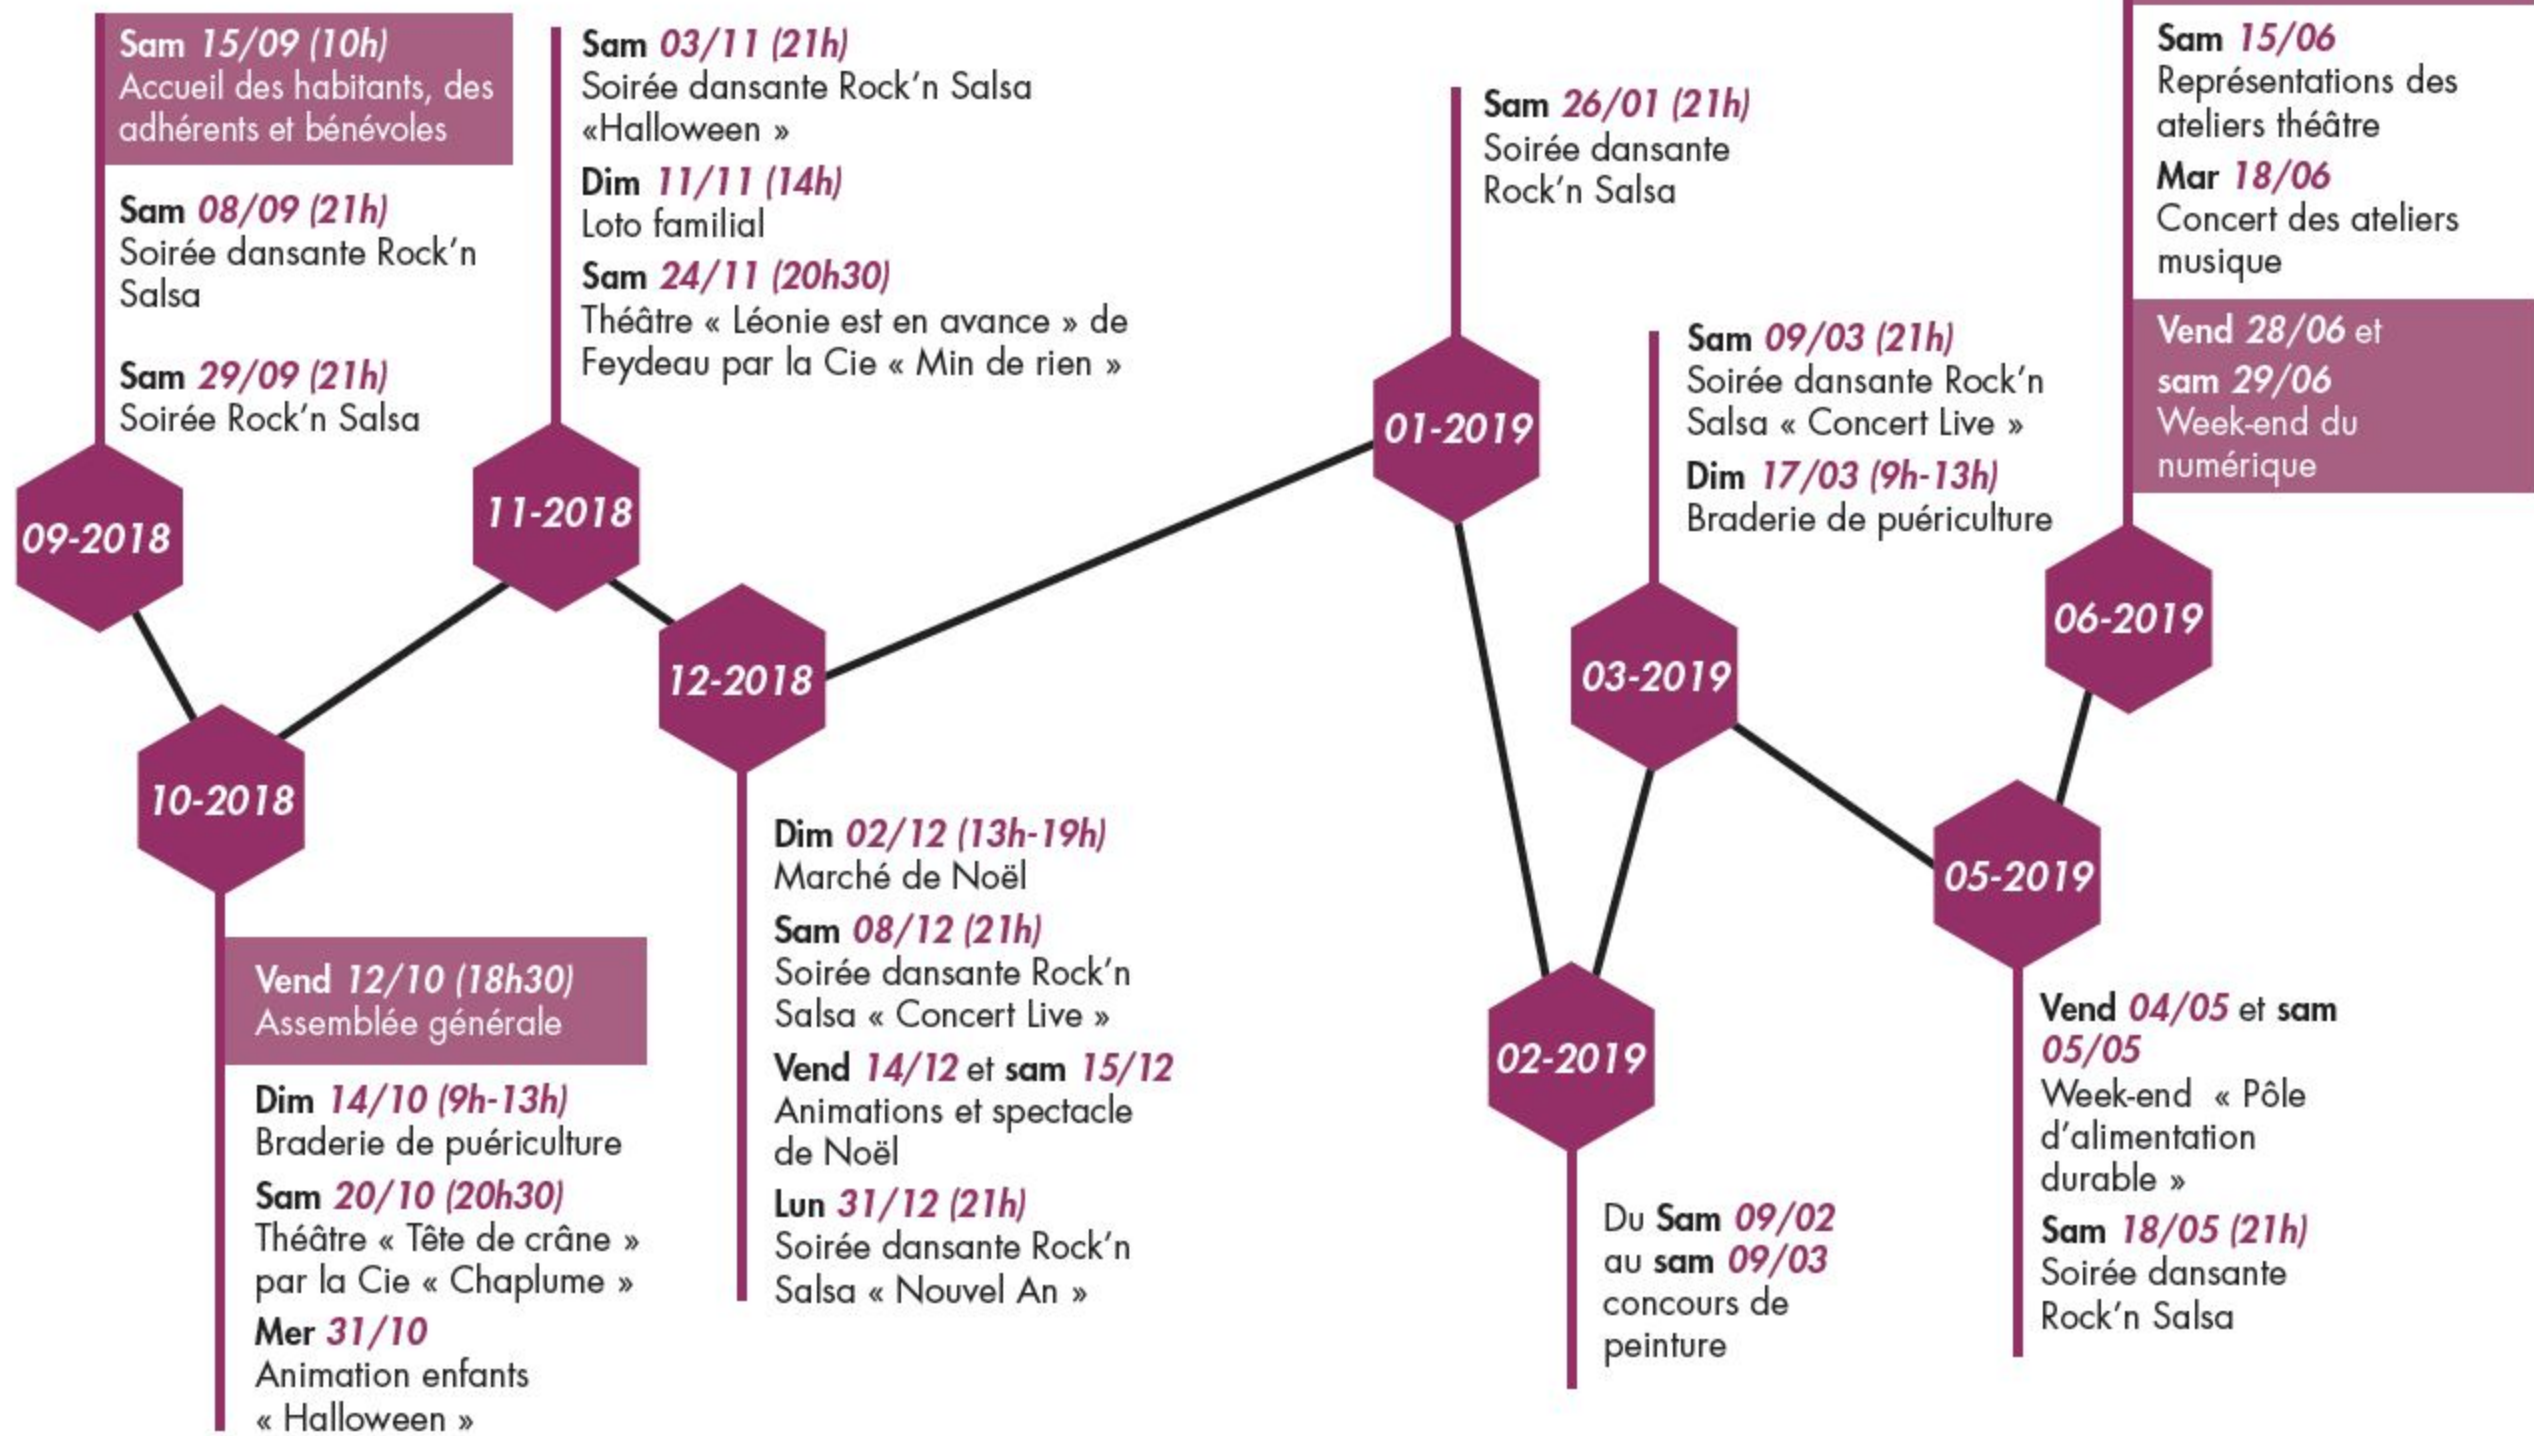 Sam 15/09 (10h)
Accueil des habitants, des
adhérents et bénévoles
Sam 08/09 (21h)
Soirée dansante Rock'n
Salsa
Sam 29/09 (21h)
Soirée Rock'n Salsa
09-2018
10-2018
Vend 12/10 (18h30)
Assemblée générale
Dim 14/10 (9h-13h)
Braderie de puériculture
Sam 20/10 (20h30)
Théâtre « Tête de crâne »
par la Cie « Chaplume »
Mer 31/10
Animation enfants
« Halloween »
Sam 03/11 (21h)
Soirée dansante Rock'n Salsa
«Halloween »
Dim 11/11 (14h)
Loto familial
Sam 24/11 (20h30)
Théâtre « Léonie est en avance » de
Feydeau par la Cie « Min de rien »
11-2018
12-2018
Dim 02/12 (13h-19h)
Marché de Noël
Sam 08/12 (21h)
Soirée dansante Rock'n
Salsa « Concert Live »
Vend 14/12 et sam 15/12
Animations et spectacle
de Noël
Lun 31/12 (21h)
Soirée dansante Rock'n
Salsa « Nouvel An »
Sam 26/01 (21h)
Soirée dansante
Rock'n Salsa
01-2019
02-2019
Du Sam 09/02
au sam 09/03
concours de
peinture
Sam 09/03 (21h)
Soirée dansante Rock'n
Salsa « Concert Live »
Dim 17/03 (9h-13h)
Braderie de puériculture
03-2019
05-2019
Vend 04/05 et sam
05/05
Week-end « Pôle
d'alimentation
durable »
Sam 18/05 (21h)
Soirée dansante
Rock'n Salsa
Sam 15/06
Représentations des
ateliers théâtre
Mar 18/06
Concert des ateliers
musique
Vend 28/06 et
sam 29/06
Week-end du
numérique
06-2019